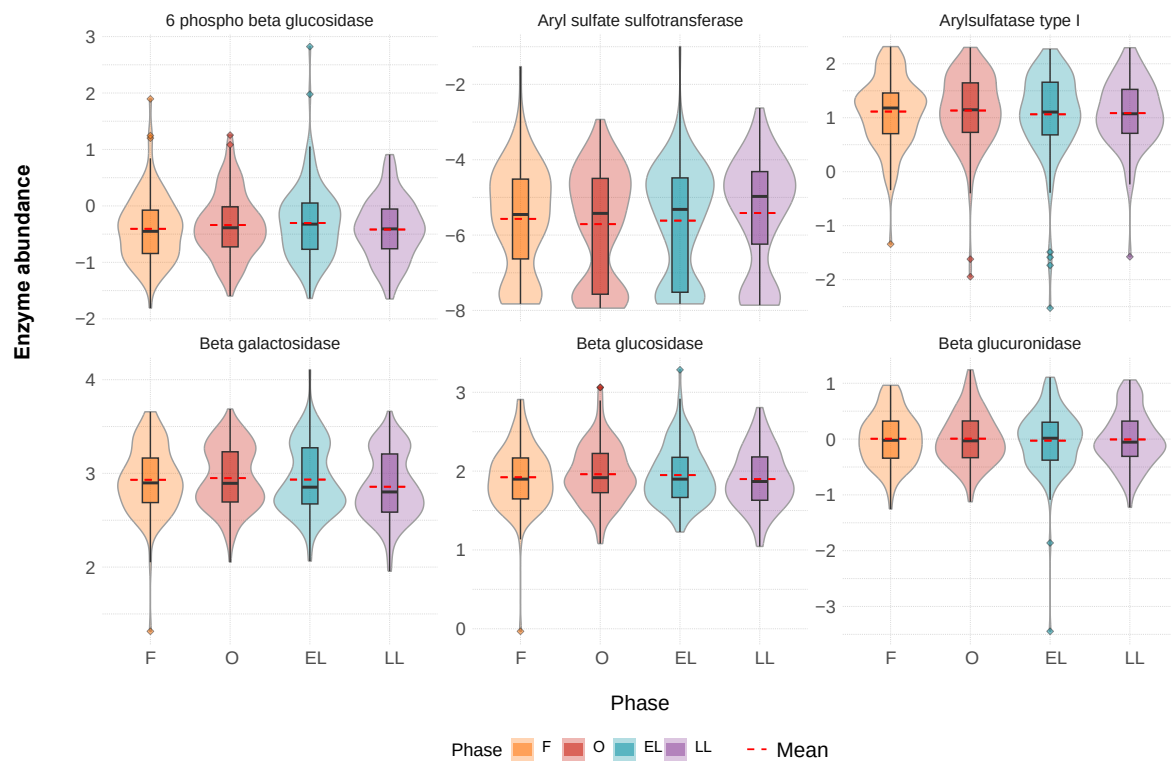 6 phospho beta glucosidase
Aryl sulfate sulfotransferase
Arylsulfatase type I
Enzyme abundance
3
2
1
−0
−1
−2
−2
−4
−6
−8
2
1
0
−1
−2
Beta galactosidase
Beta glucosidase
Beta glucuronidase
4
3
2
3
2
1
0
1
0
−1
−2
−3
F O EL LL
F O EL LL
F O EL LL
Phase
Phase F O EL LL Mean